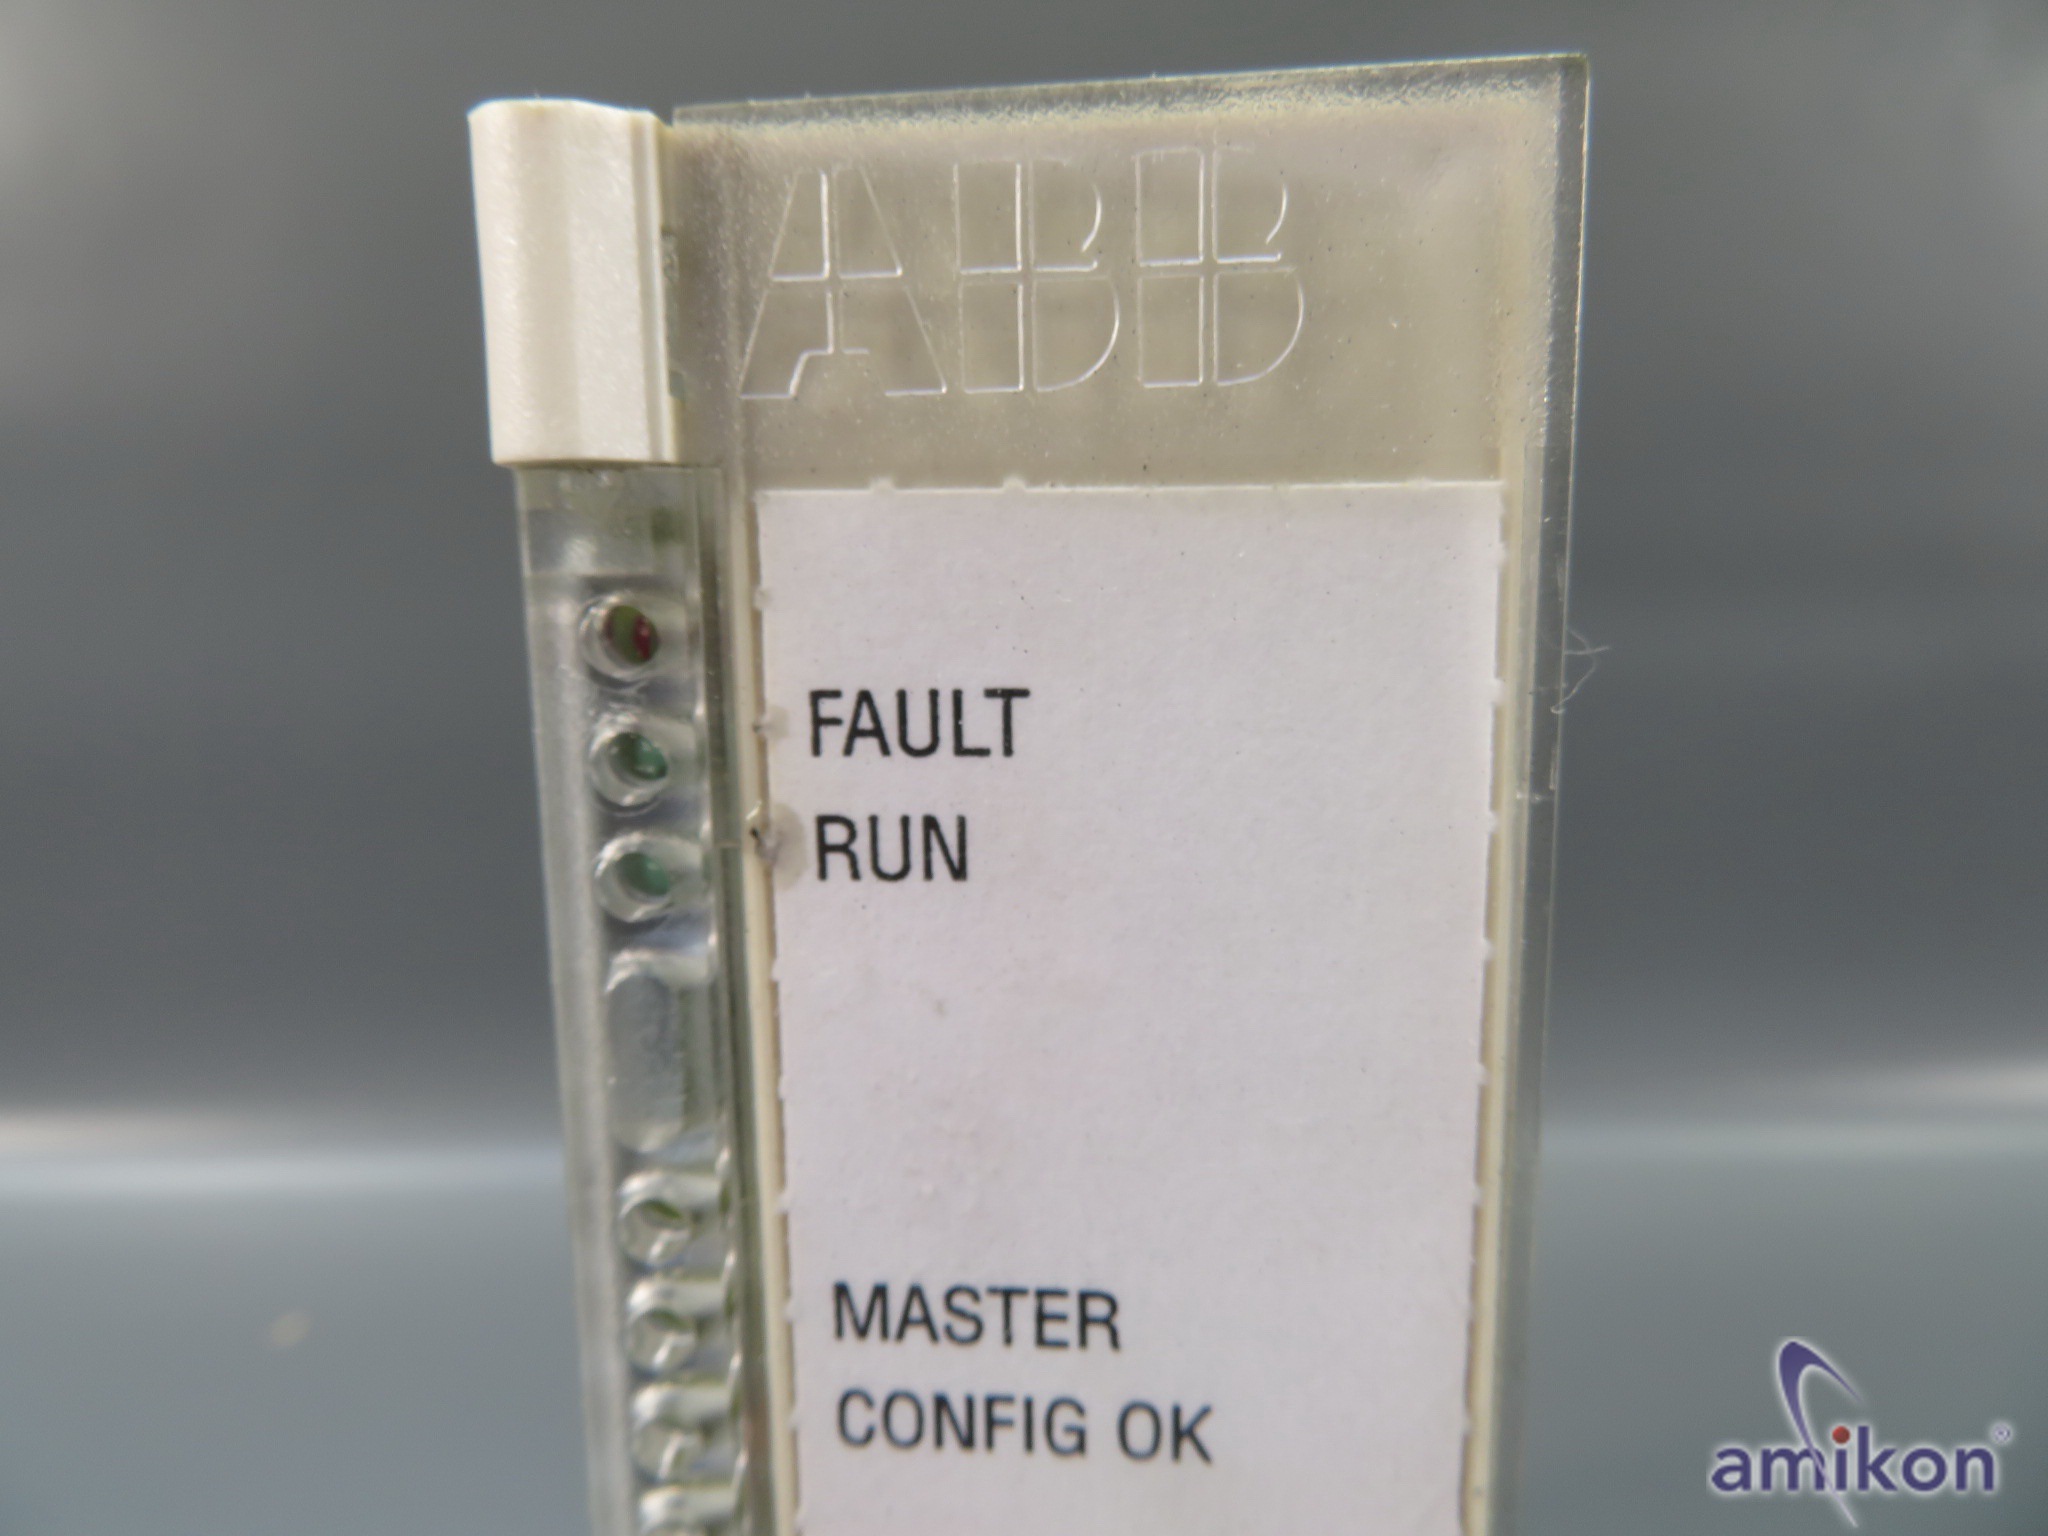 ABB
FAULT
RUN
MASTER
CONFIG OK
amikon®